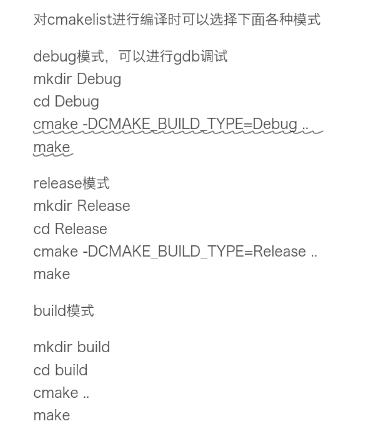 对cmakelist进行编译时可以选择下面各种模式
debug模式，可以进行gdb调试
mkdir Debug
cd Debug
cmake -DCMAKE_BUILD_TYPE=Debug ..
make
release模式
mkdir Release
cd Release
cmake -DCMAKE_BUILD_TYPE=Release ..
make
build模式
mkdir build
cd build
cmake ..
make